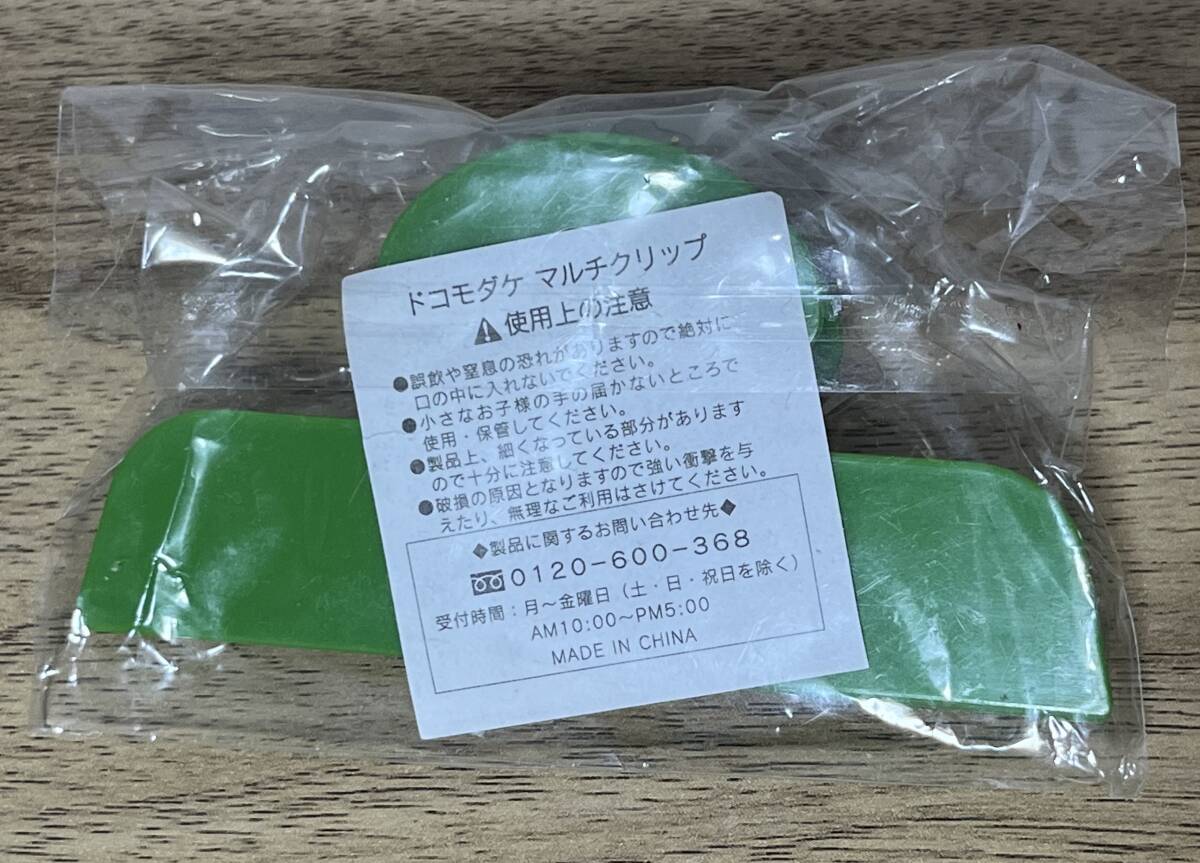 ドコモダケ マルチクリップ
⚠使用上の注意
●誤飲や窒息の恐れがありますので絶対に
口の中に入れないでください。
●小さなお子様の手の届かないところで
使用・保管してください。
●製品上、細くなっている部分があります
ので十分に注意してください。
●破損の原因となりますので強い衝撃を与
えたり、無理なご利用はさけてください。
◆製品に関するお問い合わせ先◆
0120-600-368
受付時間：月～金曜日（土・日・祝日を除く）
AM10:00～PM5:00
MADE IN CHINA